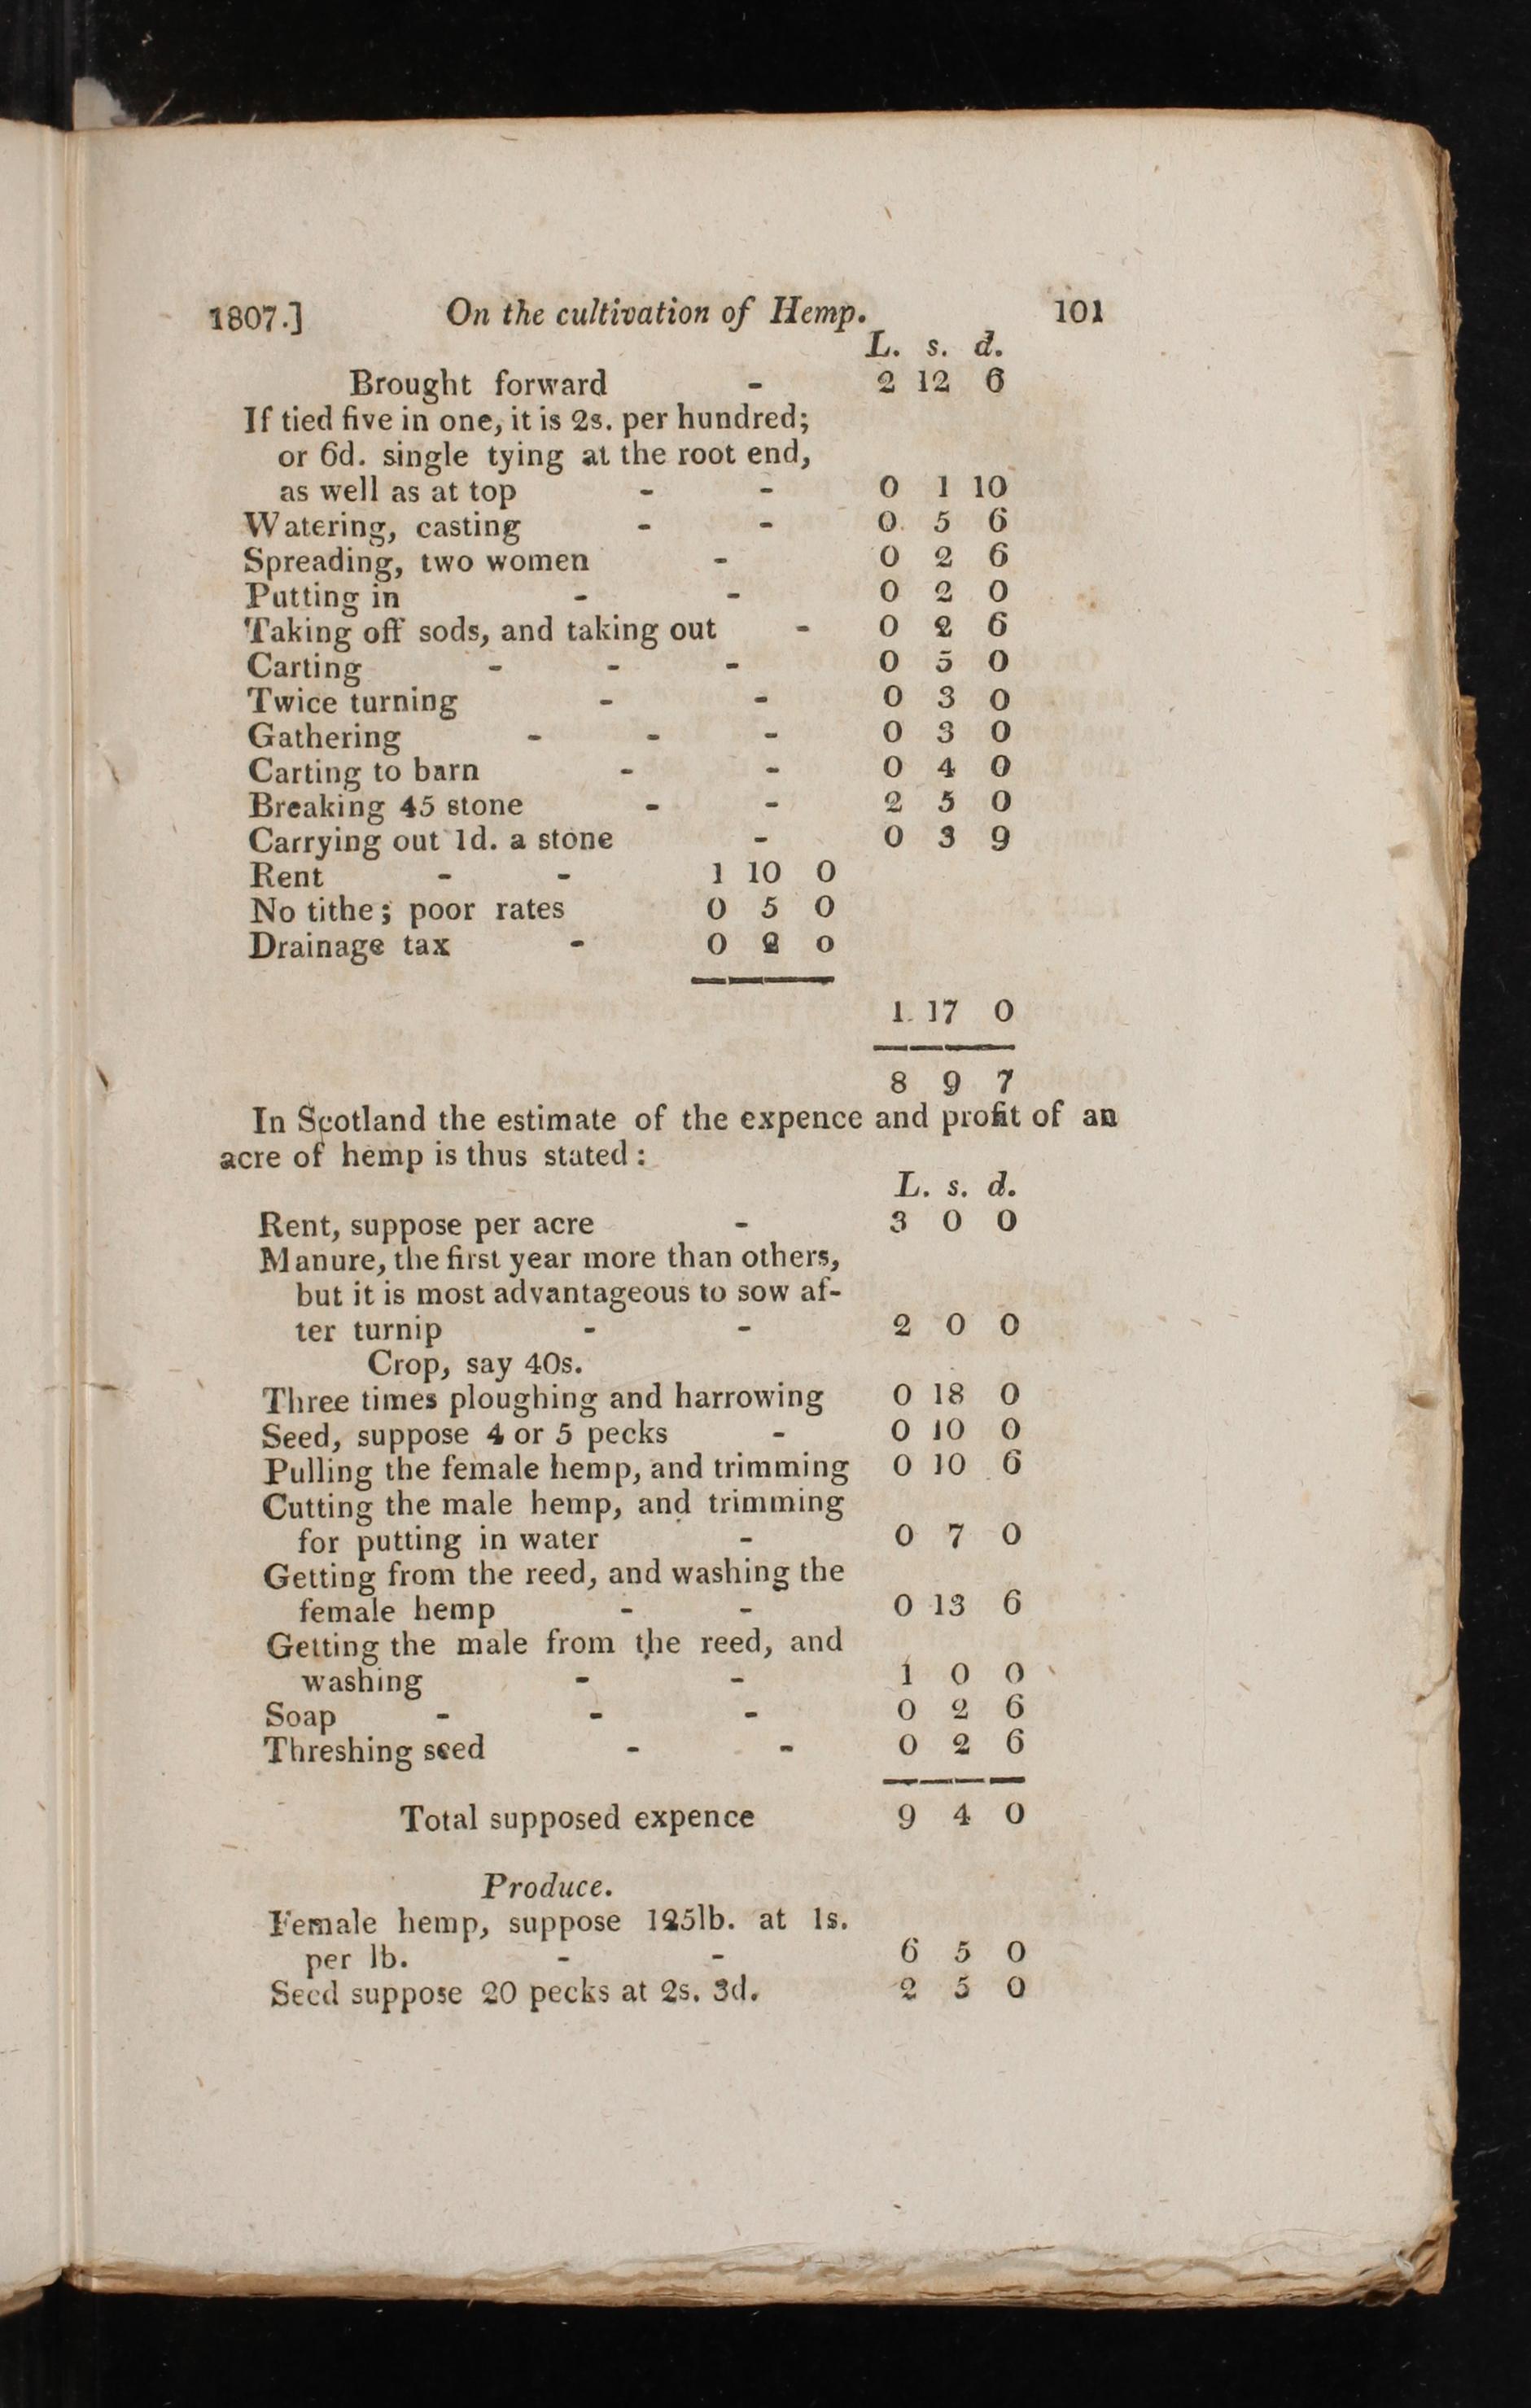 1807.] On the cultivation of Hemp. 101
L. s. d.
Brought forward - 2 12 6
If tied five in one, it is 2s. per hundred;
or 6d. single tying at the root end,
as well as at top - - 0 1 10
Watering, casting - - 0 5 6
Spreading, two women - 0 2 6
Putting in - - 0 2 0
Taking off sods, and taking out - 0 2 6
Carting - - - 0 5 0
Twice turning - - 0 3 0
Gathering - - - 0 3 0
Carting to barn - - 0 4 0
Breaking 45 stone - - 2 5 0
Carrying out 1d. a stone - 0 3 9
Rent - - 1 10 0
No tithe; poor rates 0 5 0
Drainage tax - 0 2 0
1 17 0
8 9 7
In Scotland the estimate of the expence and profit of an
acre of hemp is thus stated:
L. s. d.
Rent, suppose per acre - 3 0 0
Manure, the first year more than others,
but it is most advantageous to sow af-
ter turnip - - 2 0 0
Crop, say 40s.
Three times ploughing and harrowing 0 18 0
Seed, suppose 4 or 5 pecks - 0 10 0
Pulling the female hemp, and trimming 0 10 6
Cutting the male hemp, and trimming
for putting in water - 0 7 0
Getting from the reed, and washing the
female hemp - - 0 13 6
Getting the male from the reed, and
washing - - 1 0 0
Soap - - - 0 2 6
Threshing seed - - 0 2 6
Total supposed expence 9 4 0
Produce.
Female hemp, suppose 125lb. at 1s.
per lb. - - 6 5 0
Seed suppose 20 pecks at 2s. 3d. 2 5 0